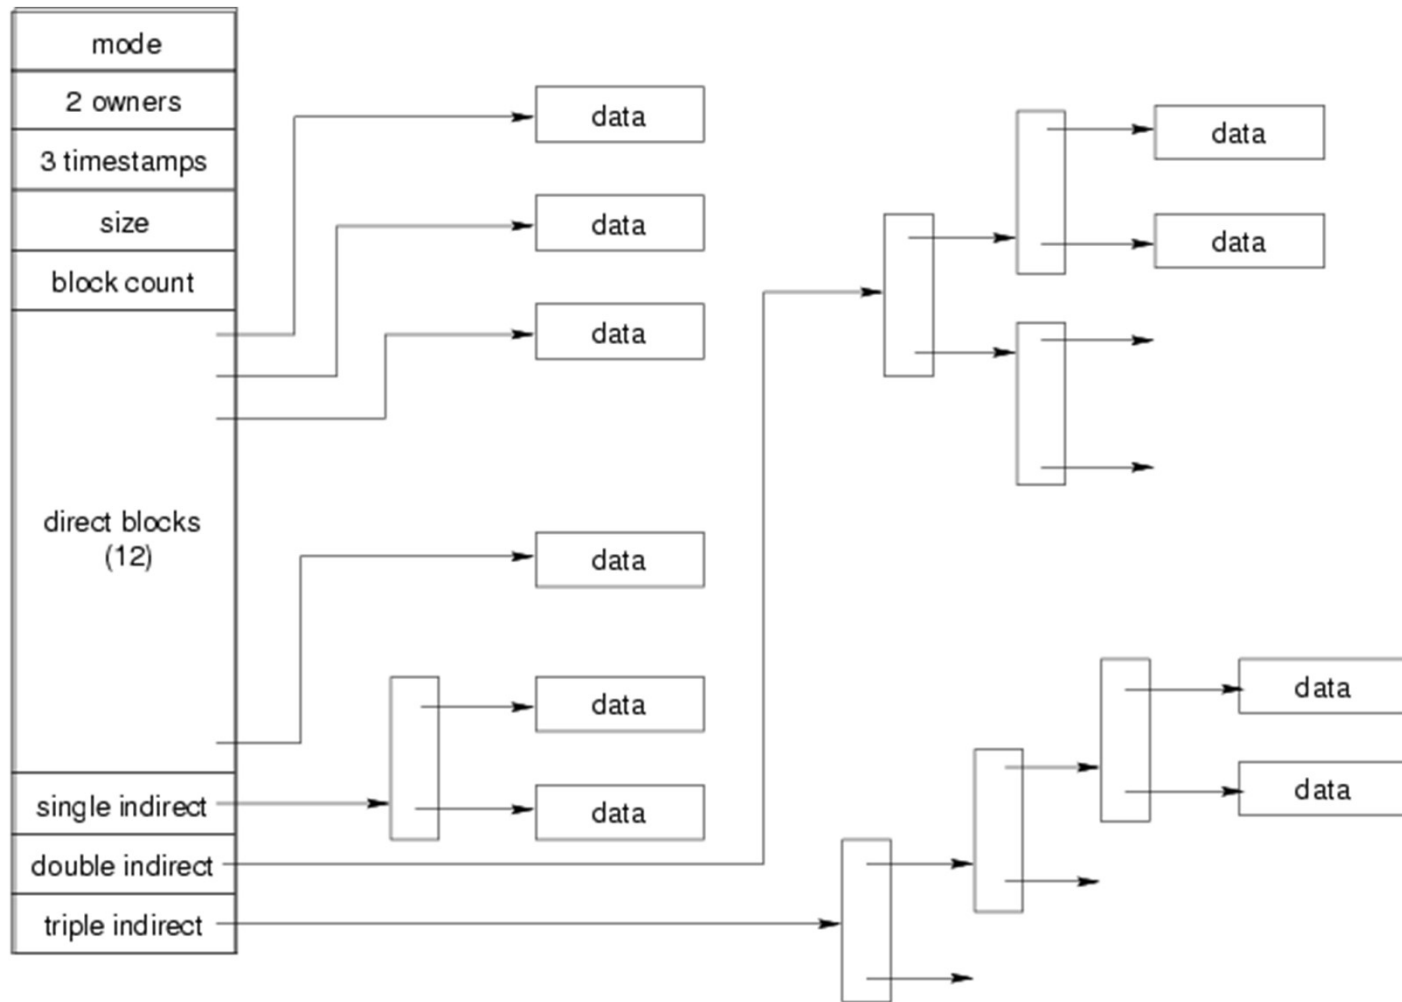 mode
2 owners
3 timestamps
size
block count
direct blocks
(12)
single indirect
double indirect
triple indirect
data
data
data
data
data
data
data
data
data
data